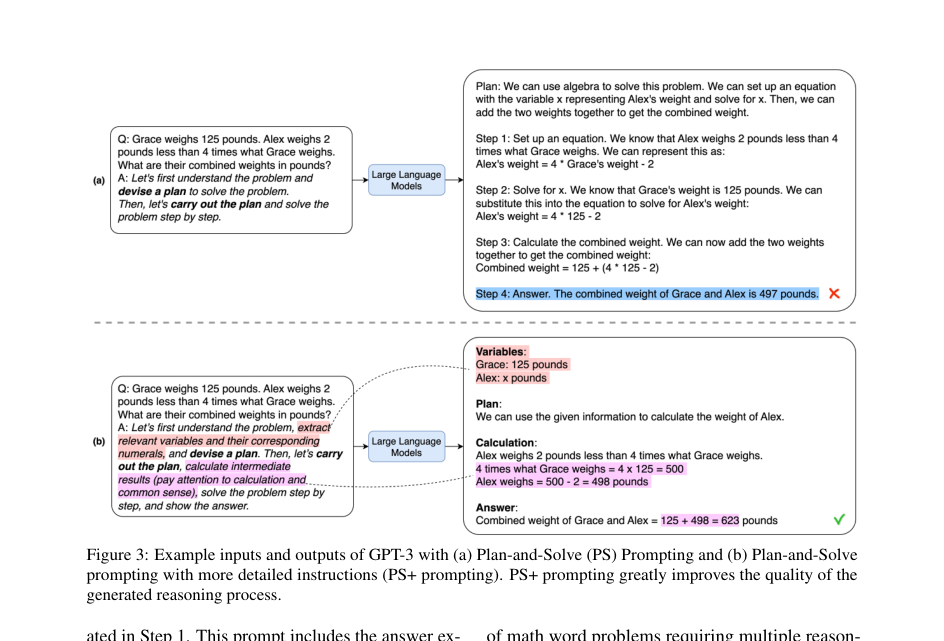 (a)
Q: Grace weighs 125 pounds. Alex weighs 2
pounds less than 4 times what Grace weighs.
What are their combined weights in pounds?
A: Let's first understand the problem and
devise a plan to solve the problem.
Then, let's carry out the plan and solve the
problem step by step.
Large Language
Models
Plan: We can use algebra to solve this problem. We can set up an equation
with the variable x representing Alex's weight and solve for x. Then, we can
add the two weights together to get the combined weight.
Step 1: Set up an equation. We know that Alex weighs 2 pounds less than 4
times what Grace weighs. We can represent this as:
Alex's weight = 4 * Grace's weight - 2
Step 2: Solve for x. We know that Grace's weight is 125 pounds. We can
substitute this into the equation to solve for Alex's weight:
Alex's weight = 4 * 125 - 2
Step 3: Calculate the combined weight. We can now add the two weights
together to get the combined weight:
Combined weight = 125 + (4 * 125 - 2)
Step 4: Answer. The combined weight of Grace and Alex is 497 pounds.
(b)
Q: Grace weighs 125 pounds. Alex weighs 2
pounds less than 4 times what Grace weighs.
What are their combined weights in pounds?
A: Let's first understand the problem, extract
relevant variables and their corresponding
numerals, and devise a plan. Then, let's carry
out the plan, calculate intermediate
results (pay attention to calculation and
common sense), solve the problem step by
step, and show the answer.
Large Language
Models
Variables:
Grace: 125 pounds
Alex: x pounds
Plan:
We can use the given information to calculate the weight of Alex.
Calculation:
Alex weighs 2 pounds less than 4 times what Grace weighs.
4 times what Grace weighs = 4 x 125 = 500
Alex weighs = 500 - 2 = 498 pounds
Answer:
Combined weight of Grace and Alex = 125 + 498 = 623 pounds
Figure 3: Example inputs and outputs of GPT-3 with (a) Plan-and-Solve (PS) Prompting and (b) Plan-and-Solve
prompting with more detailed instructions (PS+ prompting). PS+ prompting greatly improves the quality of the
generated reasoning process.
ated in Step 1. This prompt includes the answer ex-
of math word problems requiring multiple reason-